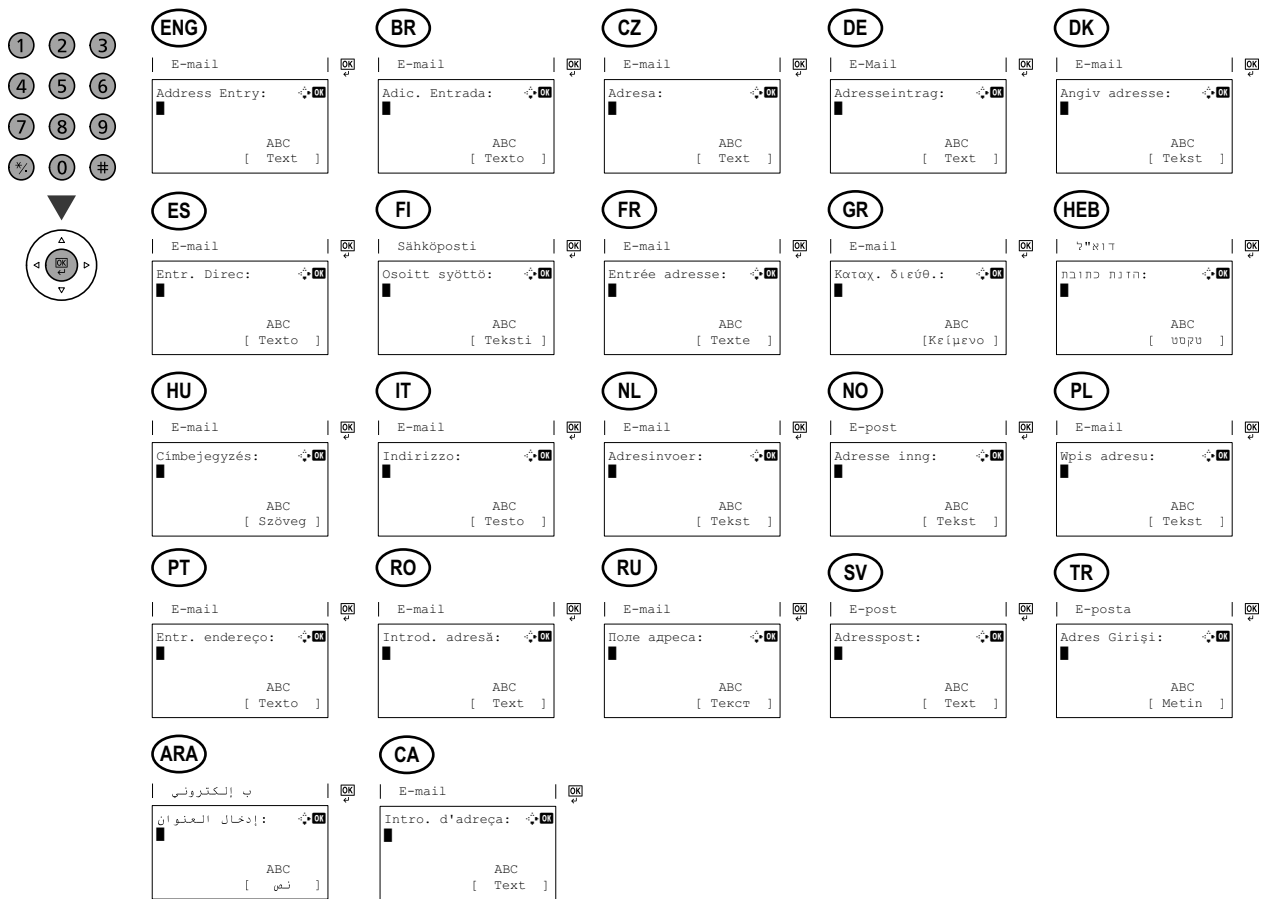 1 2 3
4 5 6
7 8 9
*/. 0 #
OK
ENG
E-mail OK
Address Entry: OK
ABC
[ Text ]
BR
E-mail OK
Adic. Entrada: OK
ABC
[ Texto ]
CZ
E-mail OK
Adresa: OK
ABC
[ Text ]
DE
E-Mail OK
Adresseintrag: OK
ABC
[ Text ]
DK
E-mail OK
Angiv adresse: OK
ABC
[ Tekst ]
ES
E-mail OK
Entr. Direc: OK
ABC
[ Texto ]
FI
Sähköposti OK
Osoitt syöttö: OK
ABC
[ Teksti ]
FR
E-mail OK
Entrée adresse: OK
ABC
[ Texte ]
GR
E-mail OK
Καταχ. διεύθ.: OK
ABC
[Κείμενο ]
HEB
דוא"ל OK
הזנת כתובת: OK
ABC
[ טקסט ]
HU
E-mail OK
Címbejegyzés: OK
ABC
[ Szöveg ]
IT
E-mail OK
Indirizzo: OK
ABC
[ Testo ]
NL
E-mail OK
Adresinvoer: OK
ABC
[ Tekst ]
NO
E-post OK
Adresse inng: OK
ABC
[ Tekst ]
PL
E-mail OK
Wpis adresu: OK
ABC
[ Tekst ]
PT
E-mail OK
Entr. endereço: OK
ABC
[ Texto ]
RO
E-mail OK
Introd. adresă: OK
ABC
[ Text ]
RU
E-mail OK
Поле адреса: OK
ABC
[ Текст ]
SV
E-post OK
Adresspost: OK
ABC
[ Text ]
TR
E-posta OK
Adres Girişi: OK
ABC
[ Metin ]
ARA
ب إلكتروني OK
إدخال العنوان: OK
ABC
[ نص ]
CA
E-mail OK
Intro. d'adreça: OK
ABC
[ Text ]